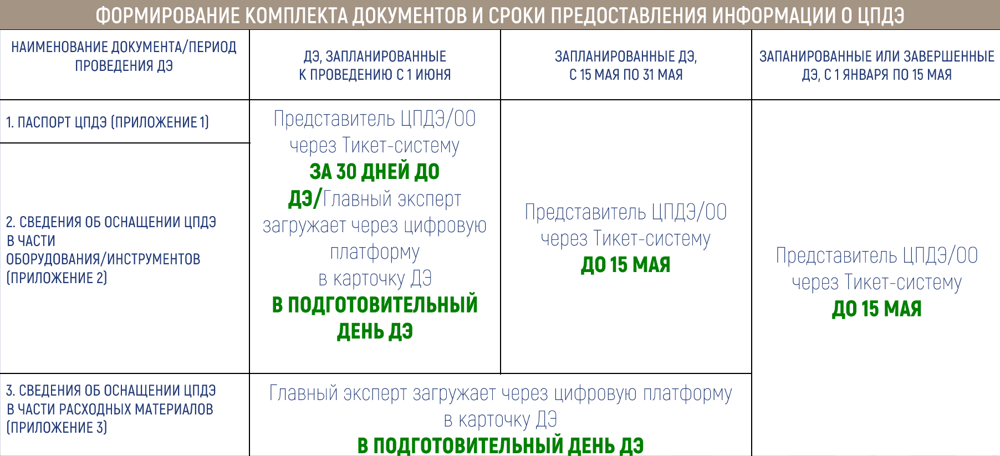 ФОРМИРОВАНИЕ КОМПЛЕКТА ДОКУМЕНТОВ И СРОКИ ПРЕДОСТАВЛЕНИЯ ИНФОРМАЦИИ О ЦПДЭ
НАИМЕНОВАНИЕ ДОКУМЕНТА/ПЕРИОД
ПРОВЕДЕНИЯ ДЭ
ДЭ, ЗАПЛАНИРОВАННЫЕ
К ПРОВЕДЕНИЮ С 1 ИЮНЯ
ЗАПЛАНИРОВАННЫЕ ДЭ,
С 15 МАЯ ПО 31 МАЯ
ЗАПАНИРОВАННЫЕ ИЛИ ЗАВЕРШЕННЫЕ
ДЭ, С 1 ЯНВАРЯ ПО 15 МАЯ
1. ПАСПОРТ ЦПДЭ (ПРИЛОЖЕНИЕ 1)
Представитель ЦПДЭ/ОО
через Тикет-систему
ЗА 30 ДНЕЙ ДО
ДЭ/Главный эксперт
загружает через цифровую
платформу
в карточку ДЭ
В ПОДГОТОВИТЕЛЬНЫЙ
ДЕНЬ ДЭ
Представитель ЦПДЭ/ОО
через Тикет-систему
ДО 15 МАЯ
Представитель ЦПДЭ/ОО
через Тикет-систему
ДО 15 МАЯ
2. СВЕДЕНИЯ ОБ ОСНАЩЕНИИ ЦПДЭ
В ЧАСТИ
ОБОРУДОВАНИЯ/ИНСТРУМЕНТОВ
(ПРИЛОЖЕНИЕ 2)
3. СВЕДЕНИЯ ОБ ОСНАЩЕНИИ ЦПДЭ
В ЧАСТИ РАСХОДНЫХ МАТЕРИАЛОВ
(ПРИЛОЖЕНИЕ 3)
Главный эксперт загружает через цифровую платформу
в карточку ДЭ
В ПОДГОТОВИТЕЛЬНЫЙ ДЕНЬ ДЭ